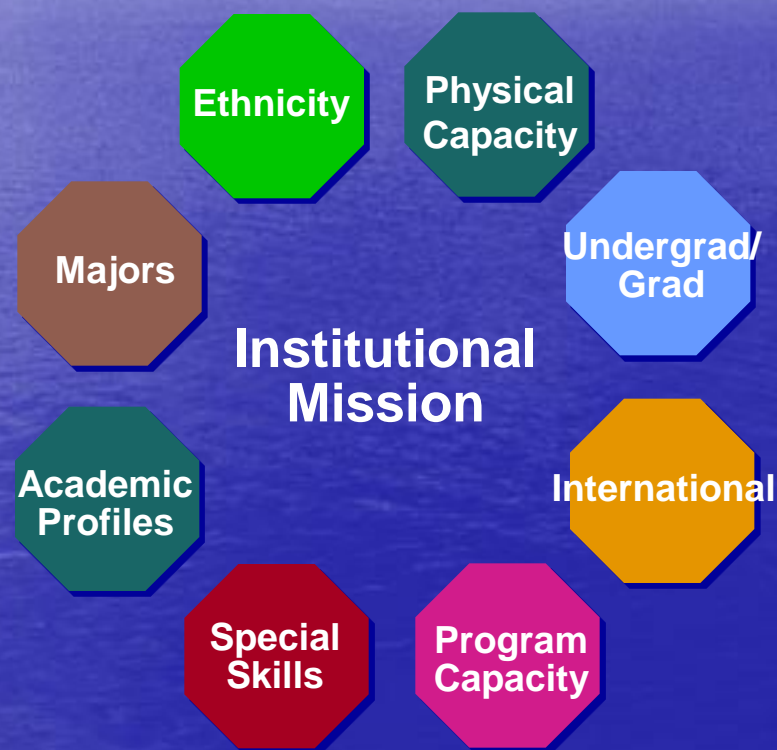 Ethnicity
Physical
Capacity
Majors
Undergrad/
Grad
Institutional
Mission
Academic
Profiles
International
Special
Skills
Program
Capacity